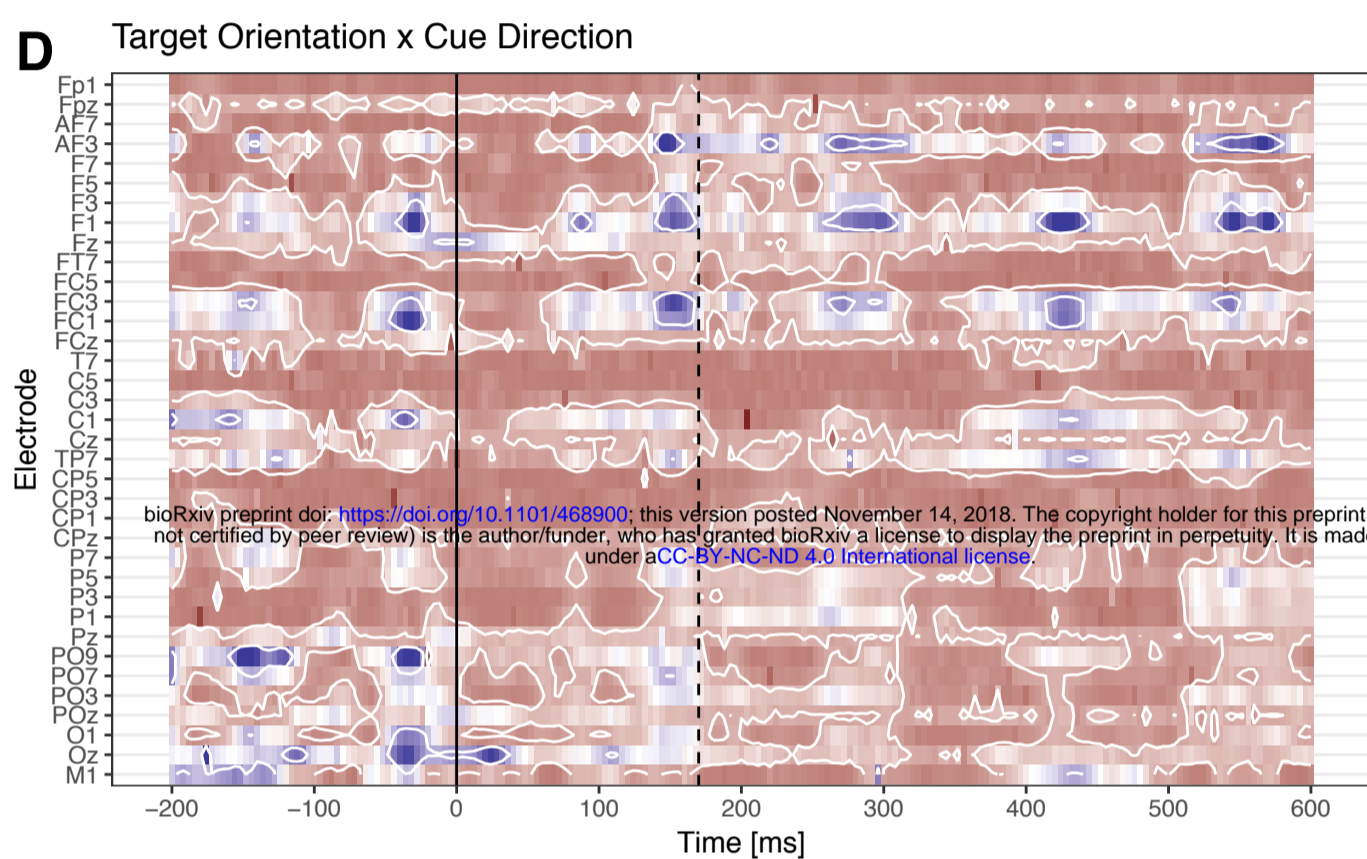 D
Target Orientation x Cue Direction
Electrode
Fp1
Fpz
AF7
AF3
F7
F5
F3
F1
Fz
FT7
FC5
FC3
FC1
FCz
T7
C5
C3
C1
Cz
TP7
CP5
CP3
CP1
bioRxiv preprint doi: https://doi.org/10.1101/468900; this version posted November 14, 2018. The copyright holder for this preprint
CPz
not certified by peer review) is the author/funder, who has granted bioRxiv a license to display the preprint in perpetuity. It is made
P7
under aCC-BY-NC-ND 4.0 International license.
P5
P3
P1
Pz
PO9
PO7
PO3
POz
O1
Oz
M1
−200 −100 0 100 200 300 400 500 600
Time [ms]